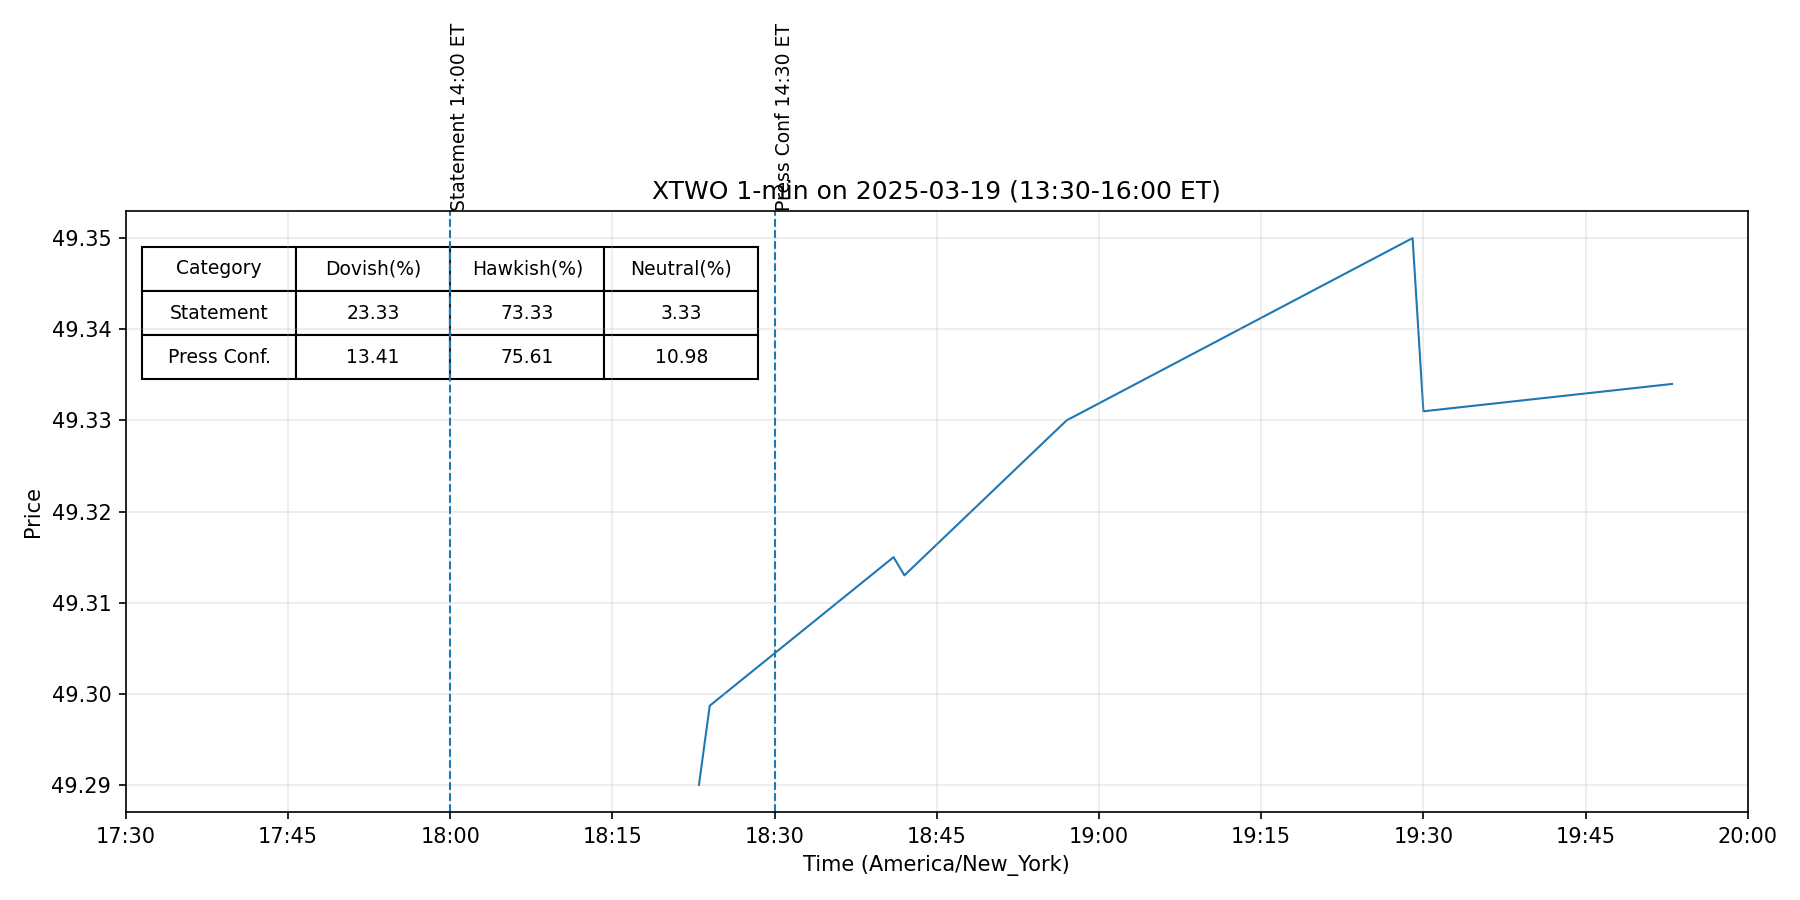 Statement 14:00 ET
Press Conf 14:30 ET
XTWO 1-min on 2025-03-19 (13:30-16:00 ET)
Category Dovish(%) Hawkish(%) Neutral(%)
Statement 23.33 73.33 3.33
Press Conf. 13.41 75.61 10.98
49.35
49.34
49.33
49.32
49.31
49.30
49.29
Price
17:30 17:45 18:00 18:15 18:30 18:45 19:00 19:15 19:30 19:45 20:00
Time (America/New_York)